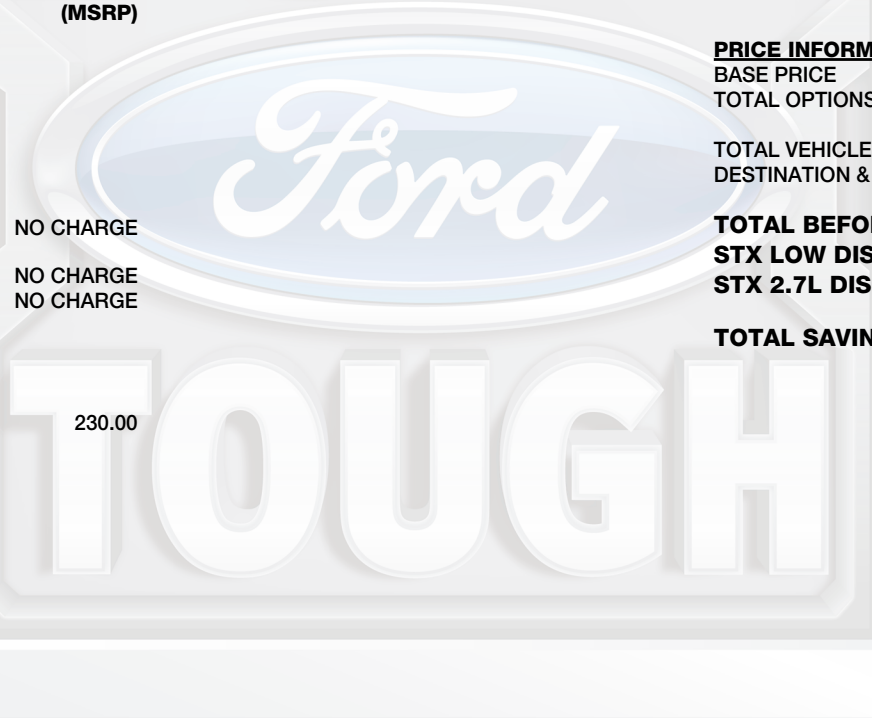 (MSRP)
NO CHARGE
NO CHARGE
NO CHARGE
230.00
PRICE INFORM
BASE PRICE
TOTAL OPTIONS
TOTAL VEHICLE
DESTINATION &
TOTAL BEFO
STX LOW DIS
STX 2.7L DIS
TOTAL SAVIN
Ford
TOUGH